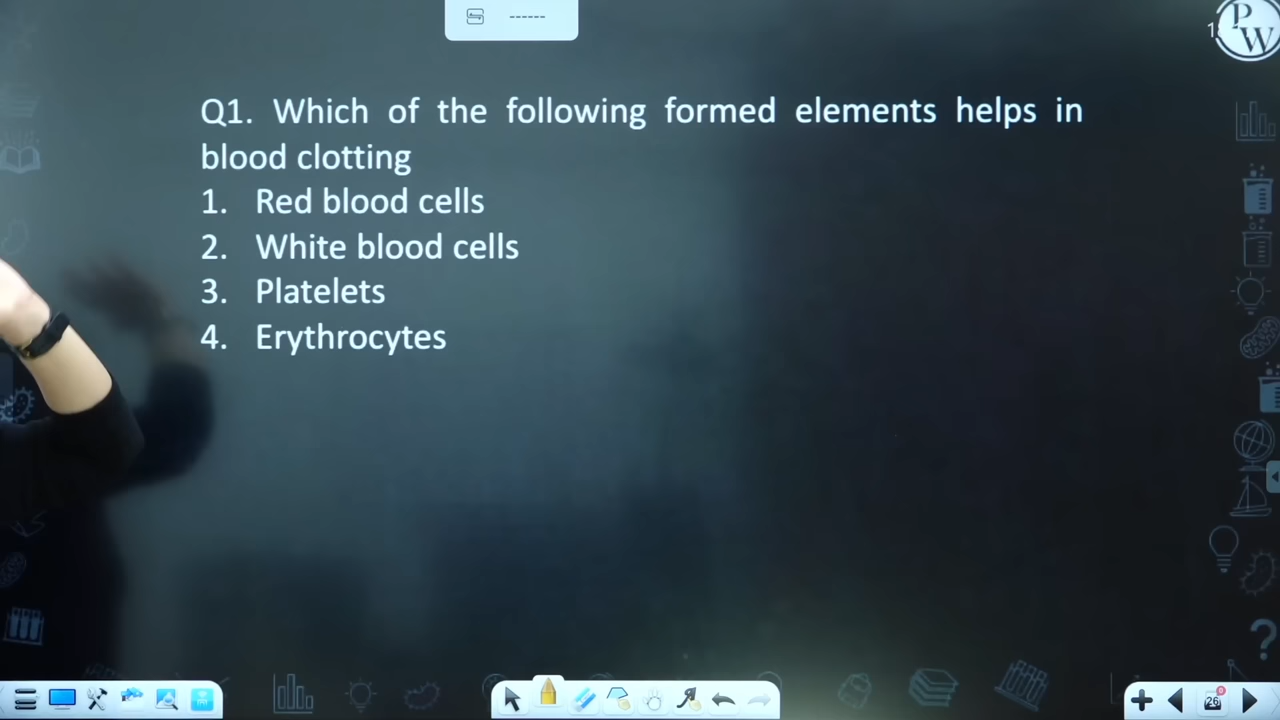 ------
P
W
Q1. Which of the following formed elements helps in
blood clotting
1. Red blood cells
2. White blood cells
3. Platelets
4. Erythrocytes
26